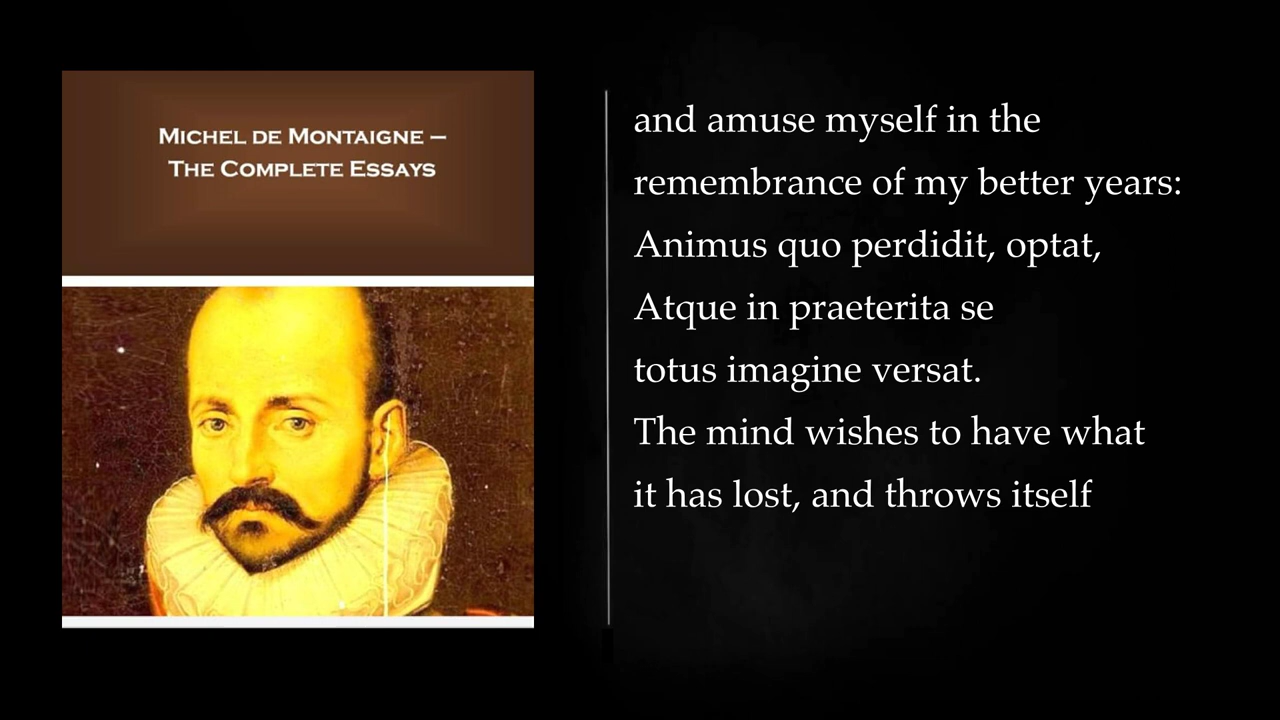 MICHEL DE MONTAIGNE –
THE COMPLETE ESSAYS
and amuse myself in the
remembrance of my better years:
Animus quo perdidit, optat,
Atque in praeterita se
totus imagine versat.
The mind wishes to have what
it has lost, and throws itself